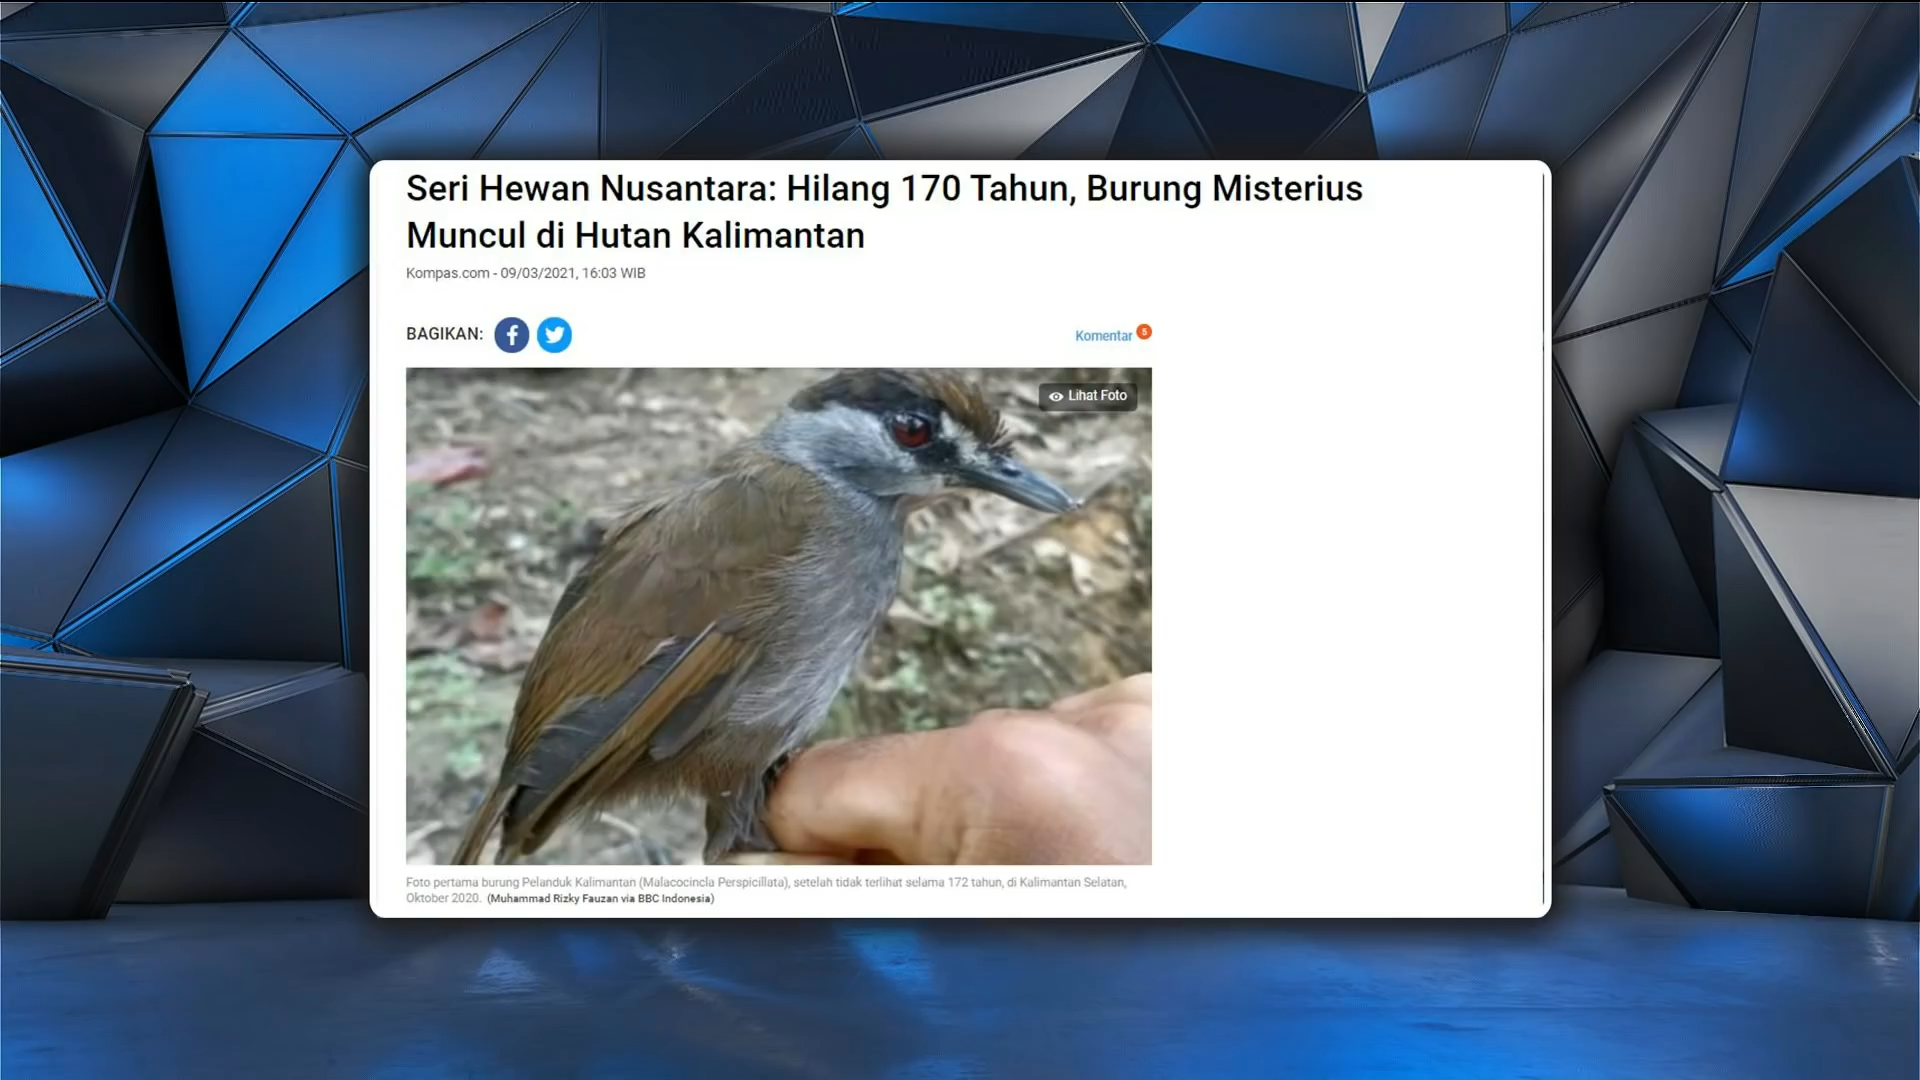 Seri Hewan Nusantara: Hilang 170 Tahun, Burung Misterius
Muncul di Hutan Kalimantan
Kompas.com - 09/03/2021, 16:03 WIB
BAGIKAN:
Komentar 5
Lihat Foto
Foto pertama burung Pelanduk Kalimantan (Malacocincla Perspicillata), setelah tidak terlihat selama 172 tahun, di Kalimantan Selatan,
Oktober 2020. (Muhammad Rizky Fauzan via BBC Indonesia)